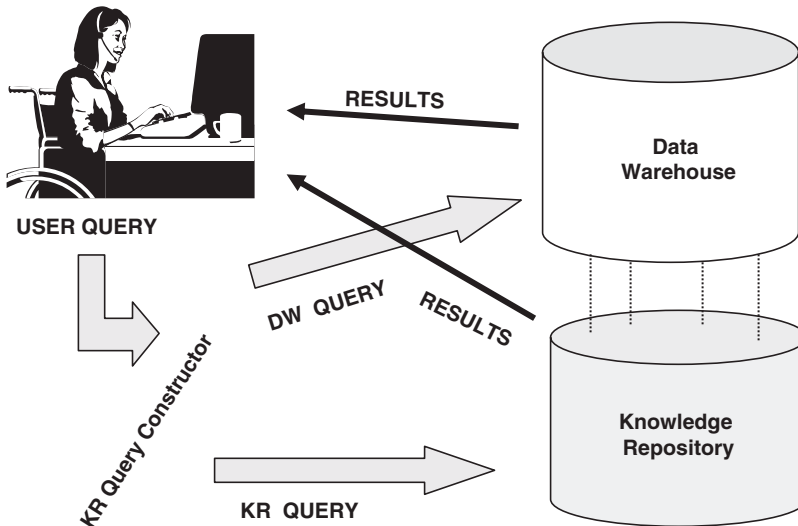 RESULTS
Data
Warehouse
USER QUERY
DW QUERY
RESULTS
KR Query Constructor
Knowledge
Repository
KR QUERY